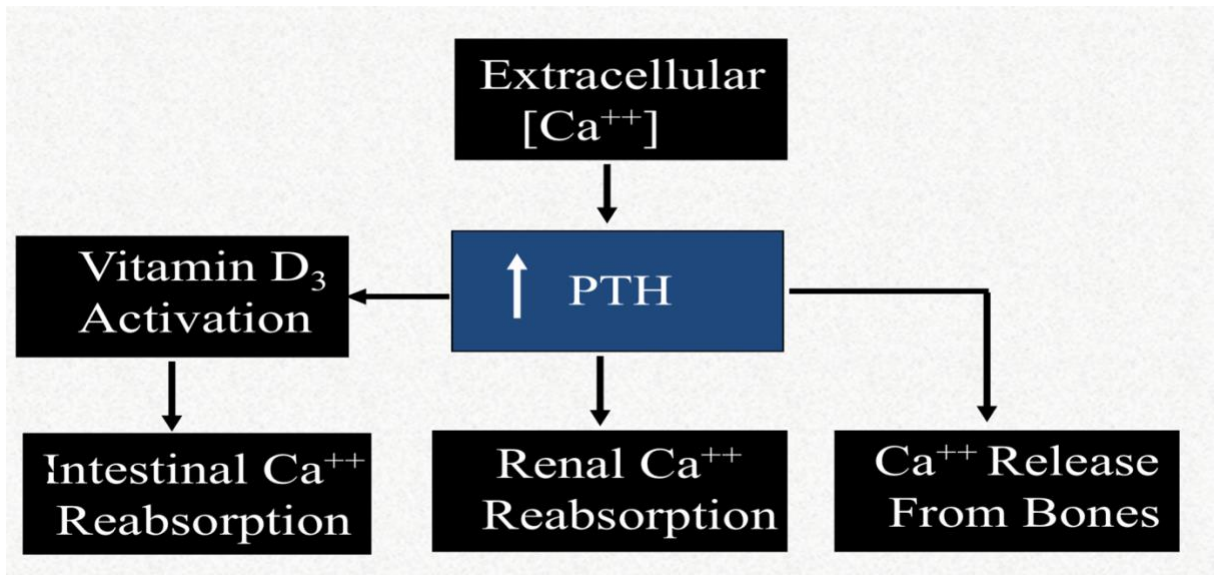 Extracellular
[Ca⁺⁺]
Vitamin D₃
Activation
↑ PTH
Intestinal Ca⁺⁺
Reabsorption
Renal Ca⁺⁺
Reabsorption
Ca⁺⁺ Release
From Bones